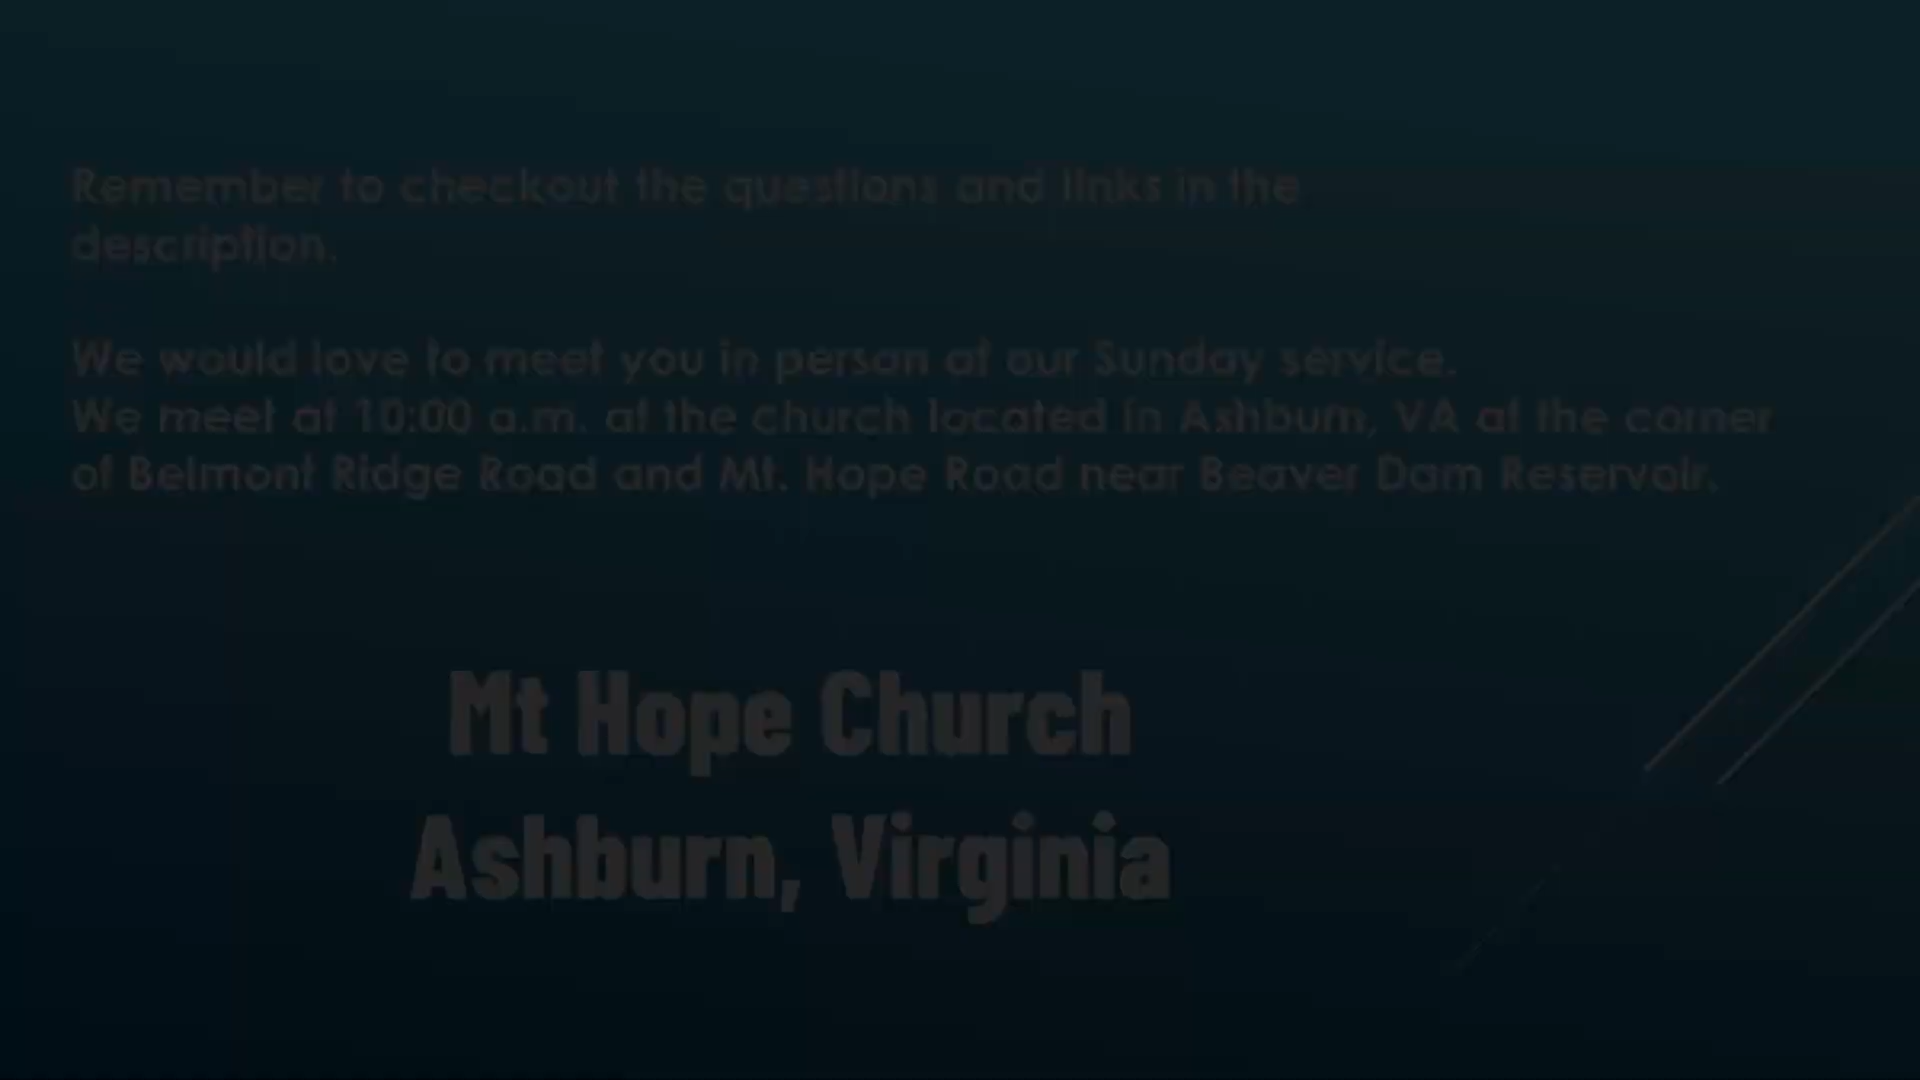 Remember to checkout the questions and links in the
description.
We would love to meet you in person at our Sunday service.
We meet at 10:00 a.m. at the church located in Ashburn, VA at the corner
of Belmont Ridge Road and Mt. Hope Road near Beaver Dam Reservoir.
Mt Hope Church
Ashburn, Virginia